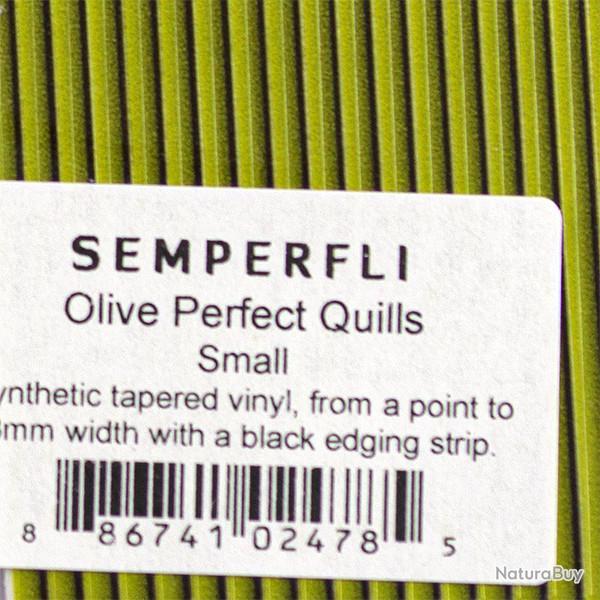 SEMPERFLI
Olive Perfect Quills
Small
ynthetic tapered vinyl, from a point to
mm width with a black edging strip.
8 86741 02478 5
NaturaBuy